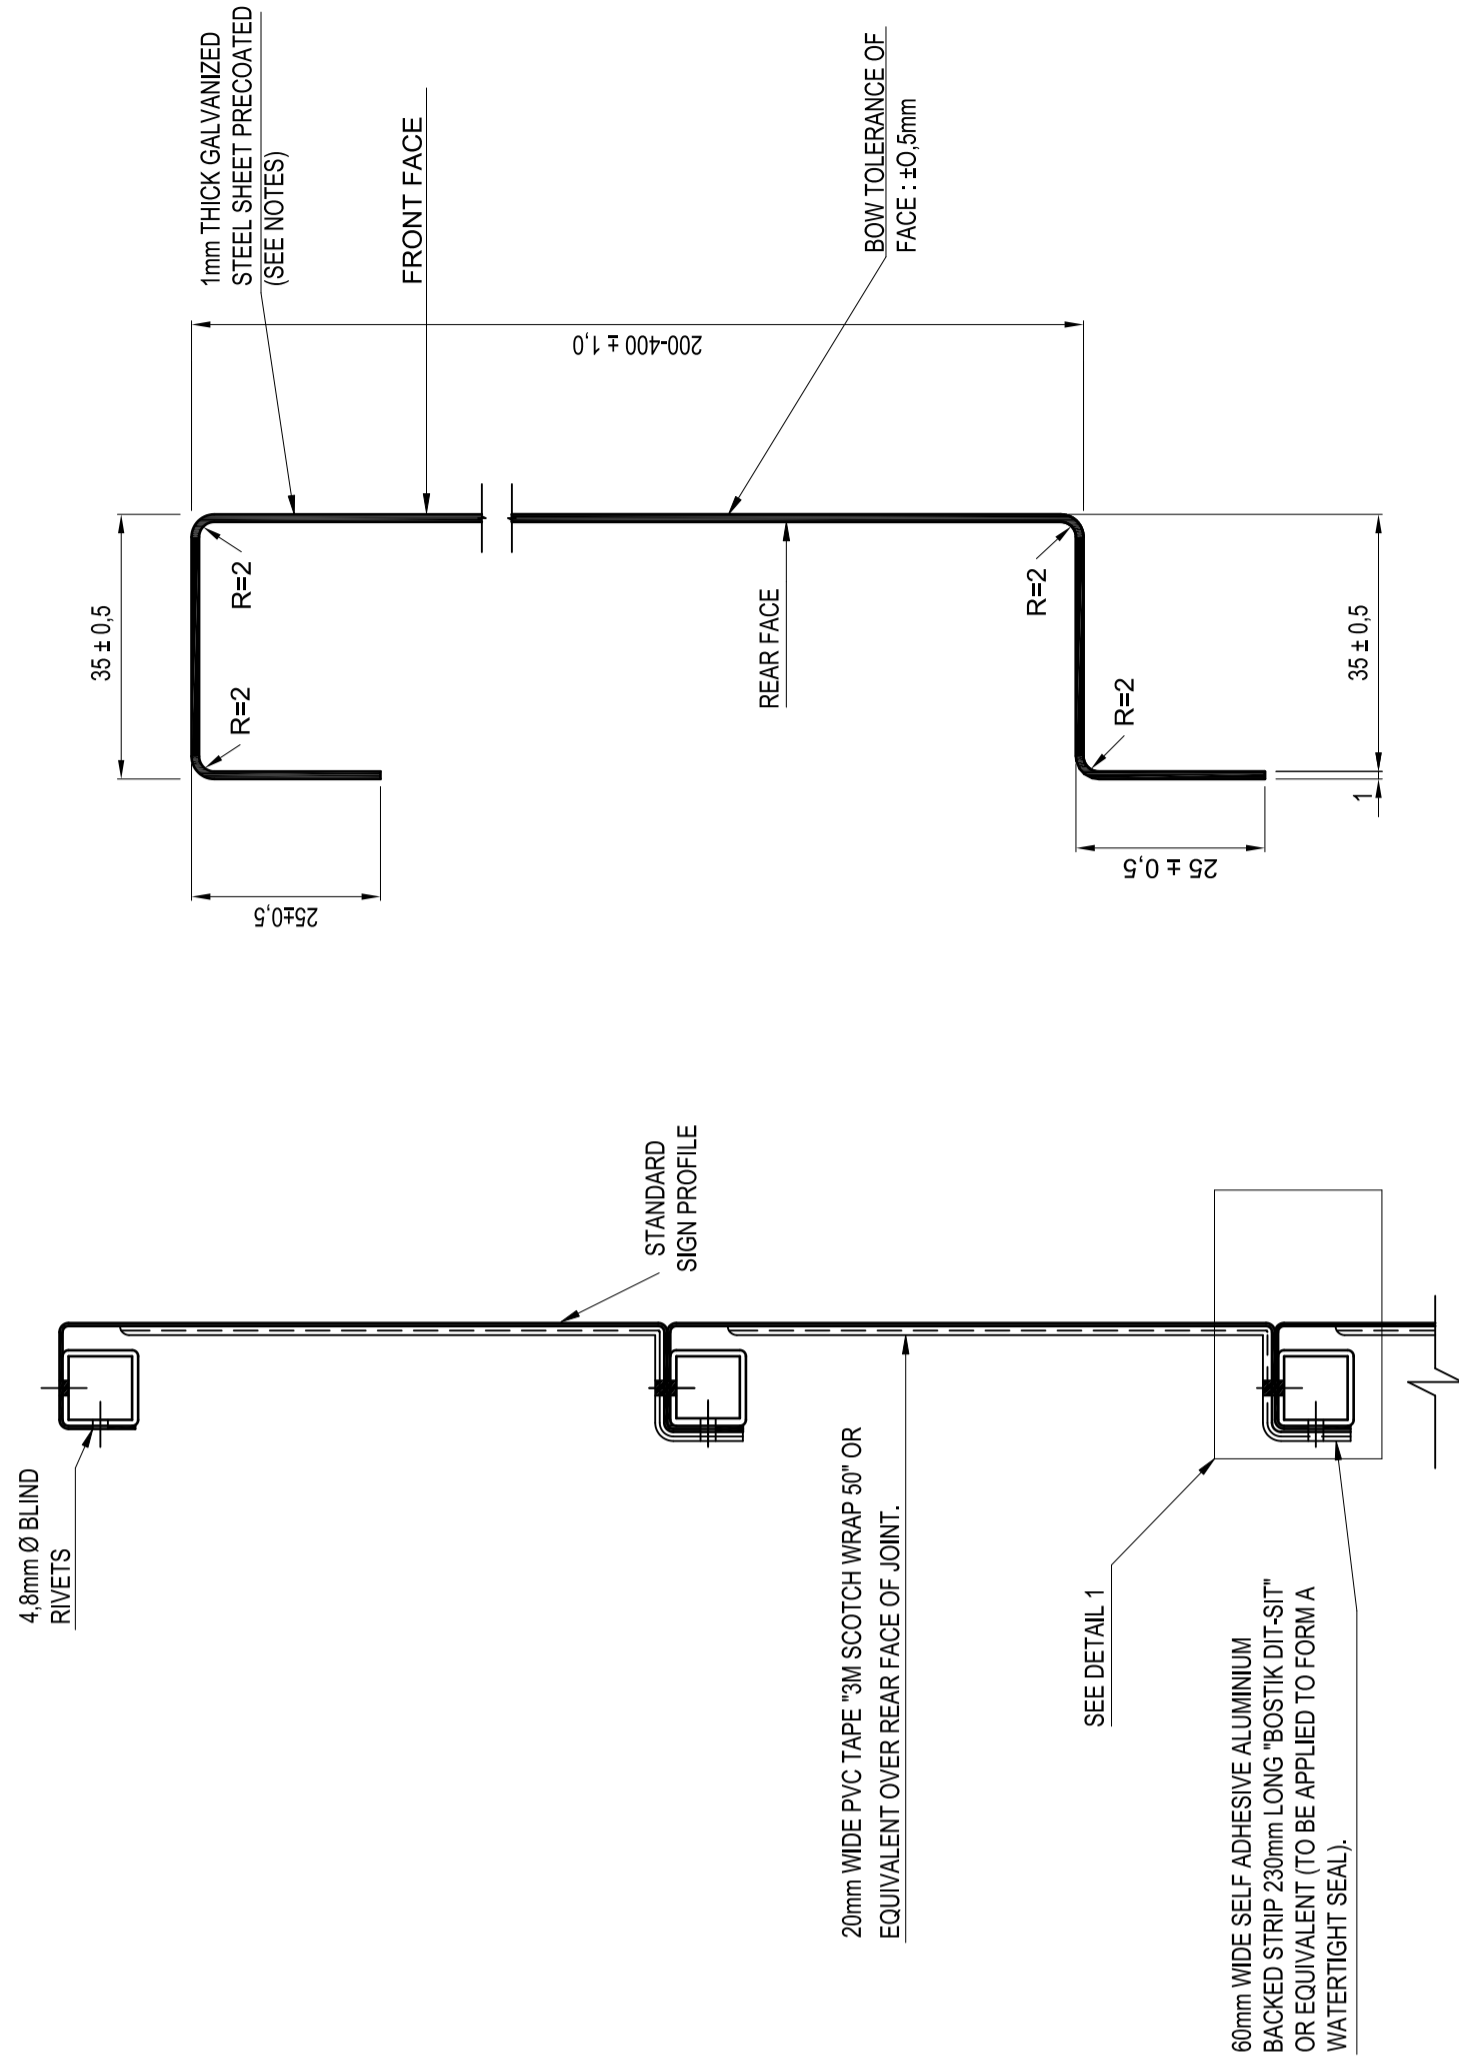 1mm THICK GALVANIZED
STEEL SHEET PRECOATED
(SEE NOTES)
FRONT FACE
BOW TOLERANCE OF
FACE : ±O,5mm
200-400 ± 1,0
35 ± 0,5
R=2
R=2
REAR FACE
R=2
R=2
35 ± 0,5
1
25±0,5
25 ± 0,5
STANDARD
SIGN PROFILE
4,8mm Ø BLIND
RIVETS
20mm WIDE PVC TAPE "3M SCOTCH WRAP 50" OR
EQUIVALENT OVER REAR FACE OF JOINT.
SEE DETAIL 1
60mm WIDE SELF ADHESIVE ALUMINIUM
BACKED STRIP 230mm LONG "BOSTIK DIT-SIT"
OR EQUIVALENT (TO BE APPLIED TO FORM A
WATERTIGHT SEAL).